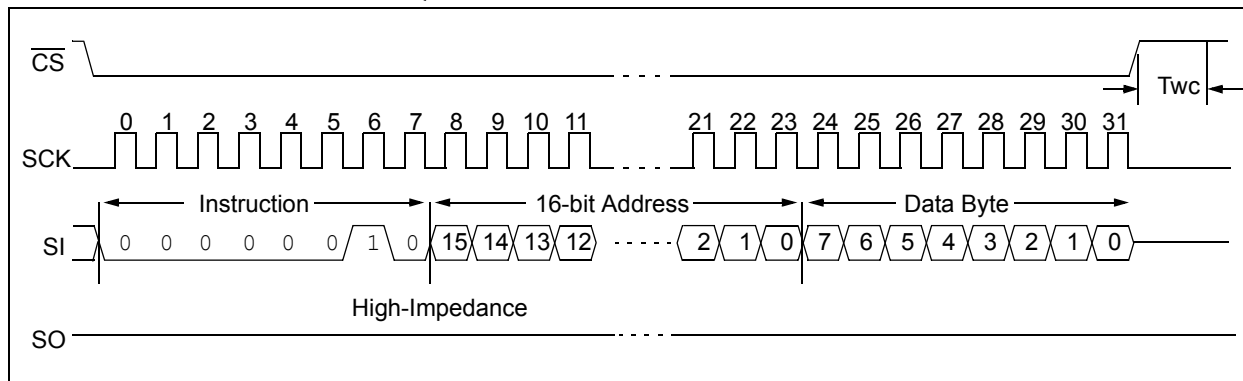 CS
Twc
0 1 2 3 4 5 6 7 8 9 10 11 21 22 23 24 25 26 27 28 29 30 31
SCK
Instruction 16-bit Address Data Byte
SI 0 0 0 0 0 0 1 0 15 14 13 12 2 1 0 7 6 5 4 3 2 1 0
High-Impedance
SO